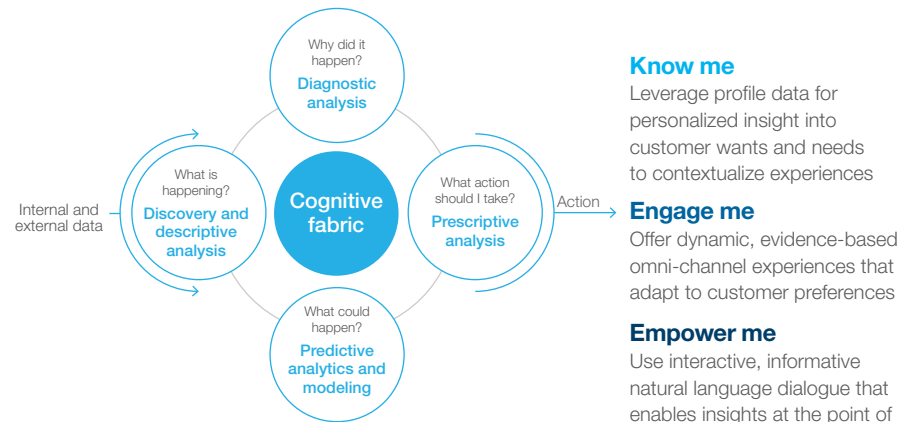 Why did it
happen?
Diagnostic
analysis
What is
happening?
Discovery and
descriptive
analysis
Internal and
external data
Cognitive
fabric
What action
should I take?
Prescriptive
analysis
Action
What could
happen?
Predictive
analytics and
modeling
Know me
Leverage profile data for
personalized insight into
customer wants and needs
to contextualize experiences
Engage me
Offer dynamic, evidence-based
omni-channel experiences that
adapt to customer preferences
Empower me
Use interactive, informative
natural language dialogue that
enables insights at the point of